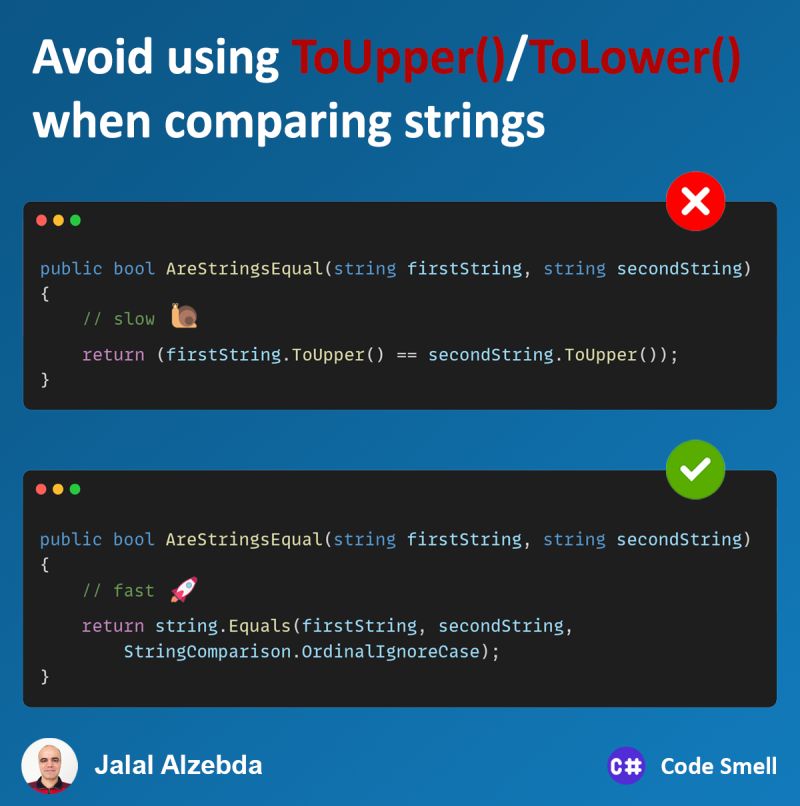 Avoid using ToUpper()/ToLower()
when comparing strings
public bool AreStringsEqual(string firstString, string secondString)
{
    // slow
    return (firstString.ToUpper() == secondString.ToUpper());
}
public bool AreStringsEqual(string firstString, string secondString)
{
    // fast
    return string.Equals(firstString, secondString,
        StringComparison.OrdinalIgnoreCase);
}
Jalal Alzebda
C# Code Smell